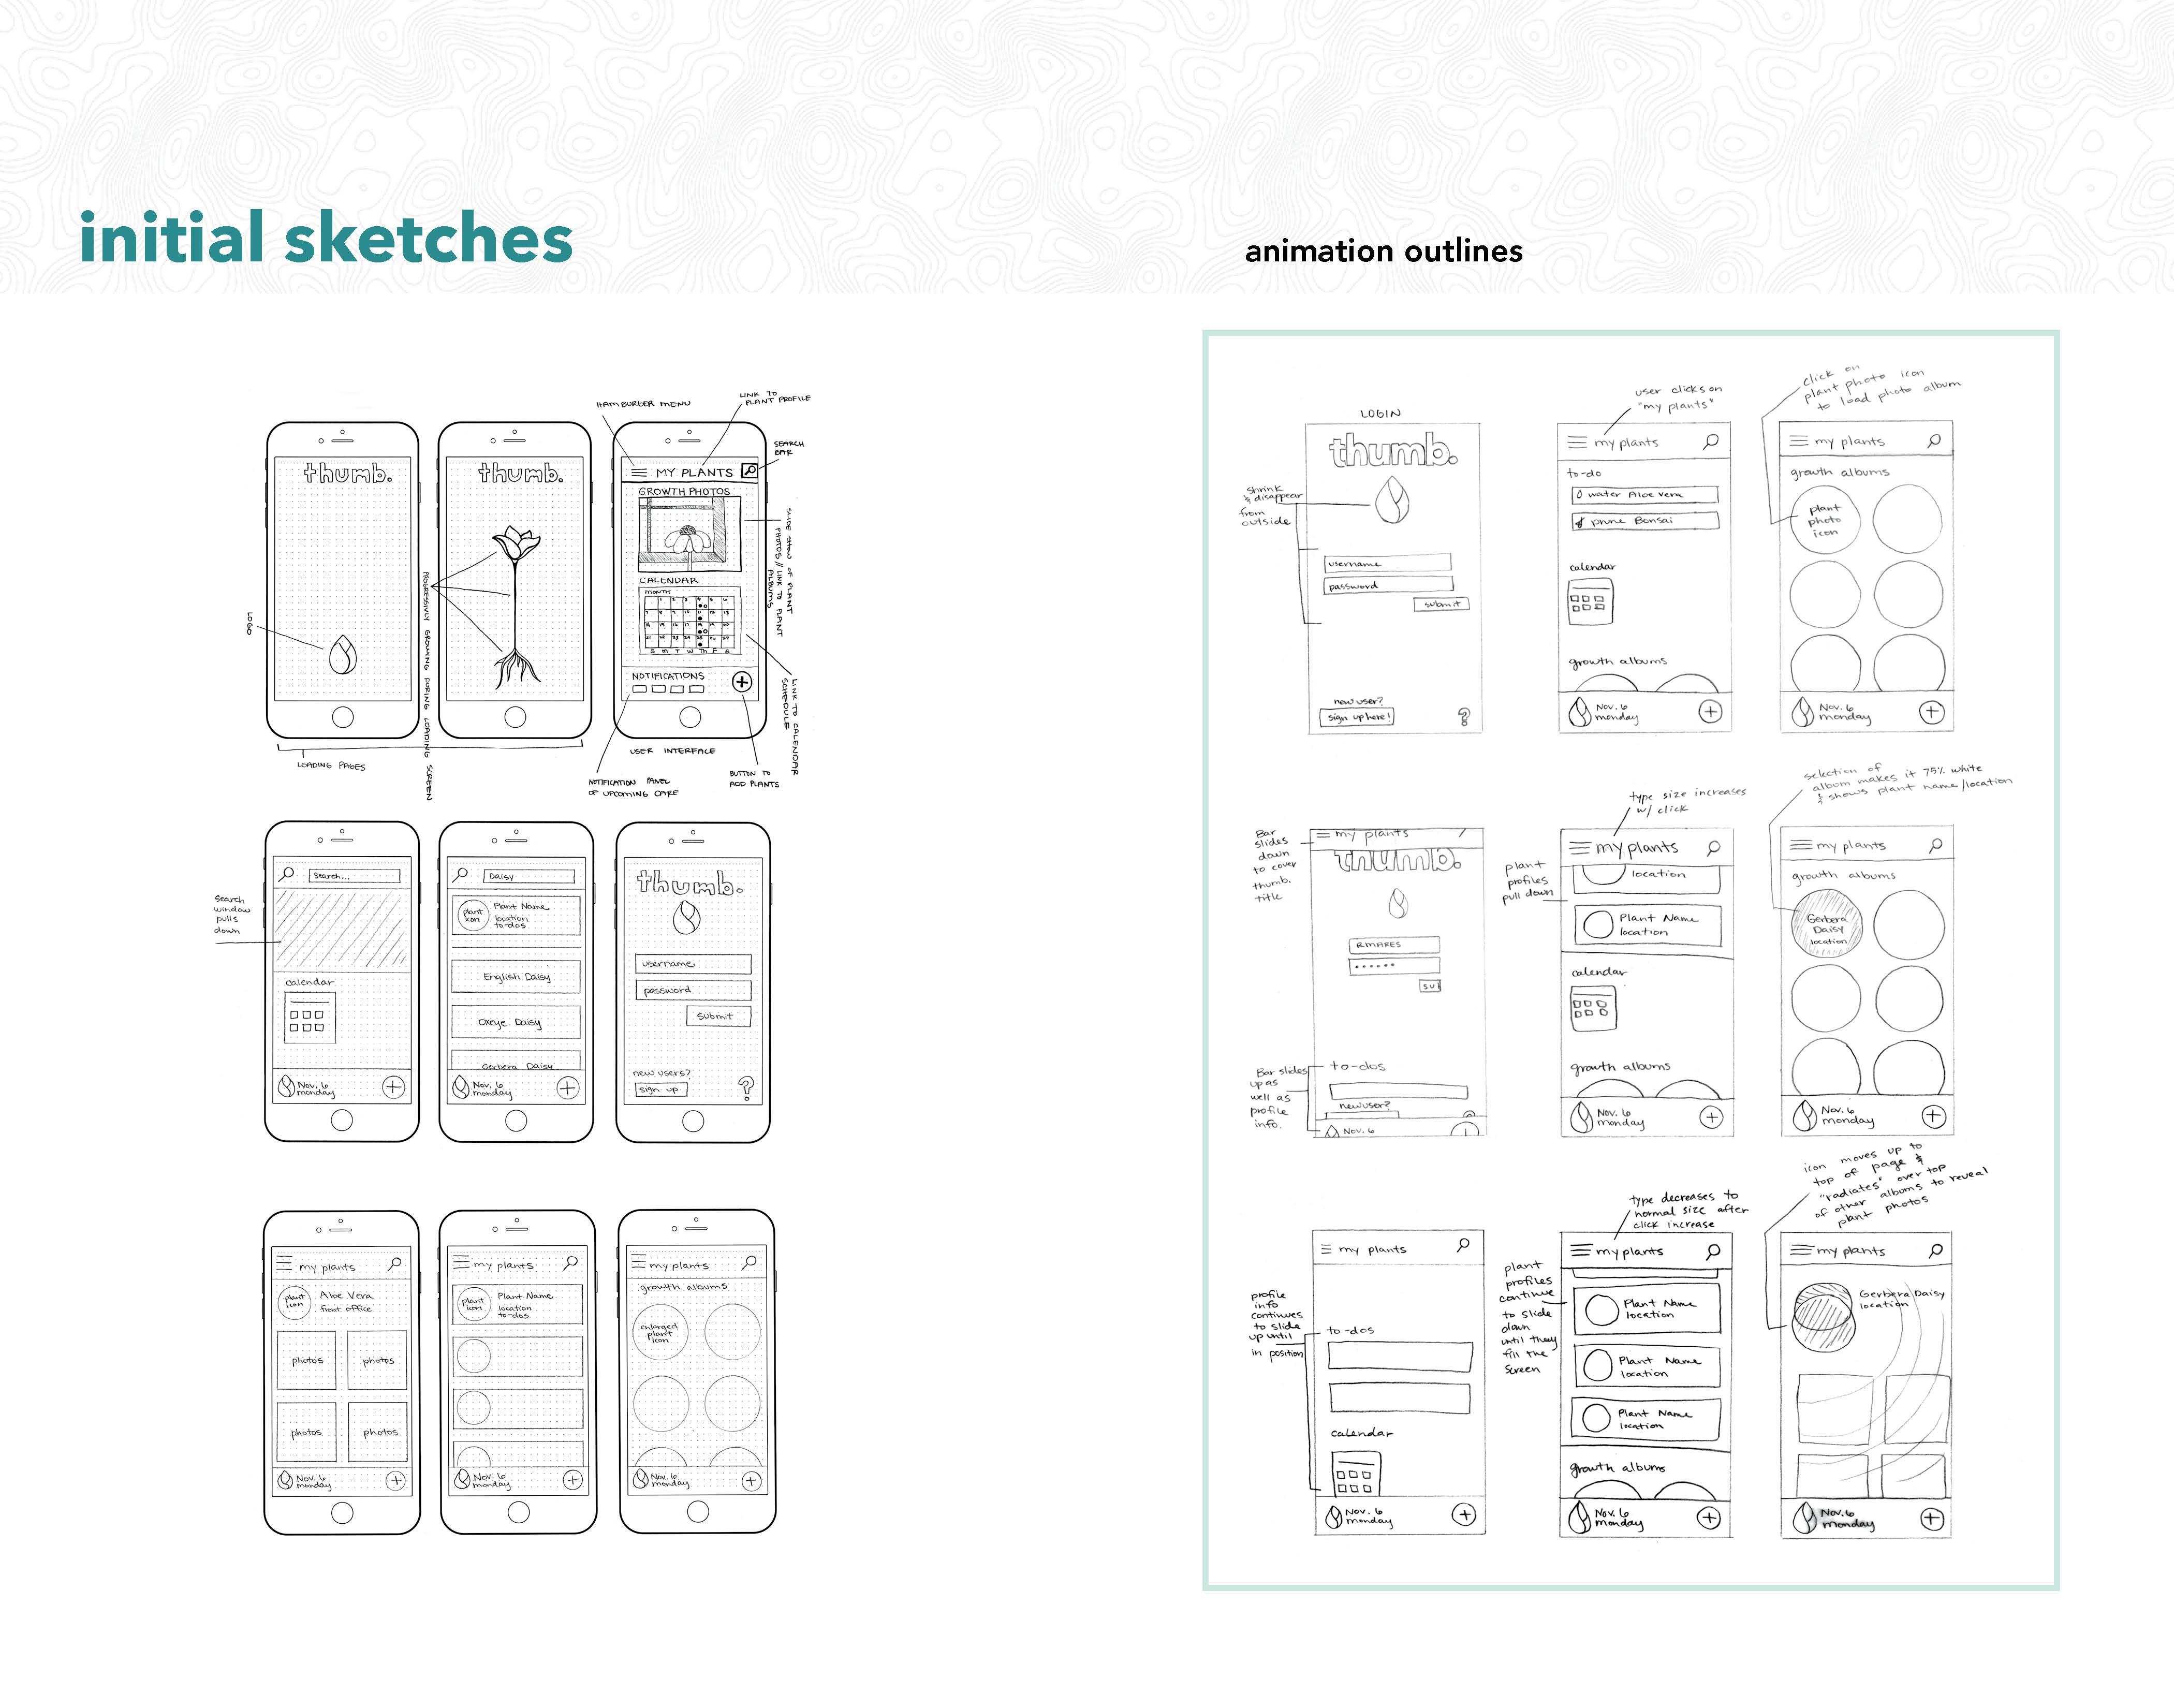 initial sketches
animation outlines
HAMBURGER MENU
LINK TO
PLANT PROFILE
SEARCH
BAR
thumb.
LOGO
PROGRESSIVLY GROWING DURING LOADING SCREEN
thumb.
LOADING PAGES
MY PLANTS
GROWTH PHOTOS
SLIDE SHOW OF PLANT
PHOTOS // LINK TO PLANT
ALBUMS
CALENDAR
MONTH
S M T W Th F S
LINK TO CALENDAR
SCHEDULE
NOTIFICATIONS
USER INTERFACE
NOTIFICATION PANEL
OF UPCOMING CARE
BUTTON TO
ADD PLANTS
Search
window
pulls
down
Search...
calendar
Nov. 6
monday
Daisy
plant
icon
Plant Name
location
to-dos
English Daisy
Oxeye Daisy
Gerbera Daisy
Nov. 6
monday
thumb.
username
password
submit
new users?
sign up
?
my plants
plant
icon
Aloe Vera
front office
photos photos
photos photos
Nov. 6
monday
my plants
plant
icon
Plant Name
location
to-dos
Nov. 6
monday
my plants
growth albums
enlarged
plant
icon
Nov. 6
monday
LOGIN
thumb.
shrink
& disappear
from
outside
username
password
submit
new user?
sign up here!
?
user clicks on
"my plants"
my plants
to-do
water Aloe vera
prune Bonsai
calendar
growth albums
Nov. 6
monday
click on
plant photo icon
to load photo album
my plants
growth albums
plant
photo
icon
Nov. 6
monday
Bar
slides
down
to cover
thumb.
title
my plants
thumb.
RMARES
su
Bar slides
up as
well as
profile
info.
to-dos
new user?
Nov. 6
type size increases
w/ click
my plants
plant
profiles
pull down
location
Plant Name
location
calendar
growth albums
Nov. 6
monday
selection of
album makes it 75% white
& shows plant name/location
my plants
growth albums
Gerbera
Daisy
location
Nov. 6
monday
my plants
profile
info
continues
to slide
up until
in position
to-dos
calendar
Nov. 6
monday
type decreases to
normal size after
click increase
my plants
plant
profiles
continue
to slide
down
until they
fill the
screen
Plant Name
location
Plant Name
location
Plant Name
location
growth albums
Nov. 6
monday
icon moves up to
top of page &
"radiates" over top
of other albums to reveal
plant photos
my plants
Gerbera Daisy
location
Nov. 6
monday